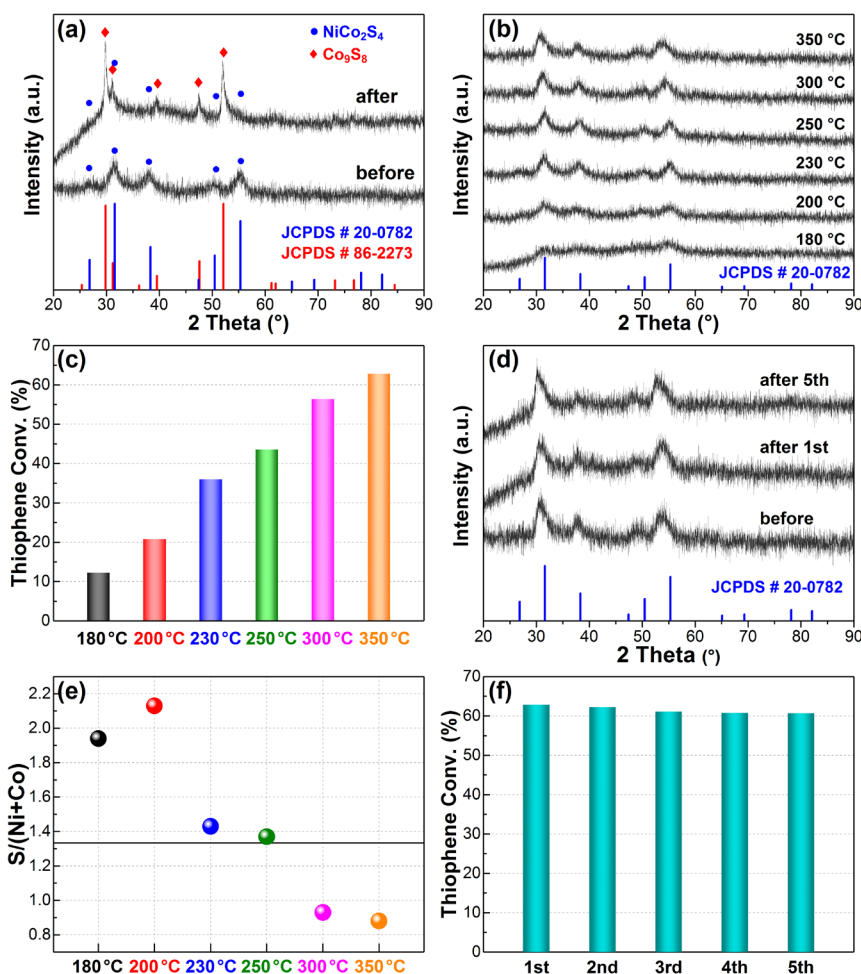 (a)
NiCo2S4
Co9S8
after
before
JCPDS # 20-0782
JCPDS # 86-2273
Intensity (a.u.)
20 30 40 50 60 70 80 90
2 Theta (°)
(b)
350 °C
300 °C
250 °C
230 °C
200 °C
180 °C
JCPDS # 20-0782
Intensity (a.u.)
20 30 40 50 60 70 80 90
2 Theta (°)
(c)
Thiophene Conv. (%)
70
60
50
40
30
20
10
0
180 °C 200 °C 230 °C 250 °C 300 °C 350 °C
(d)
after 5th
after 1st
before
JCPDS # 20-0782
Intensity (a.u.)
20 30 40 50 60 70 80 90
2 Theta (°)
(e)
S/(Ni+Co)
2.2
2.0
1.8
1.6
1.4
1.2
1.0
0.8
180 °C 200 °C 230 °C 250 °C 300 °C 350 °C
(f)
Thiophene Conv. (%)
70
60
50
40
30
20
10
0
1st 2nd 3rd 4th 5th